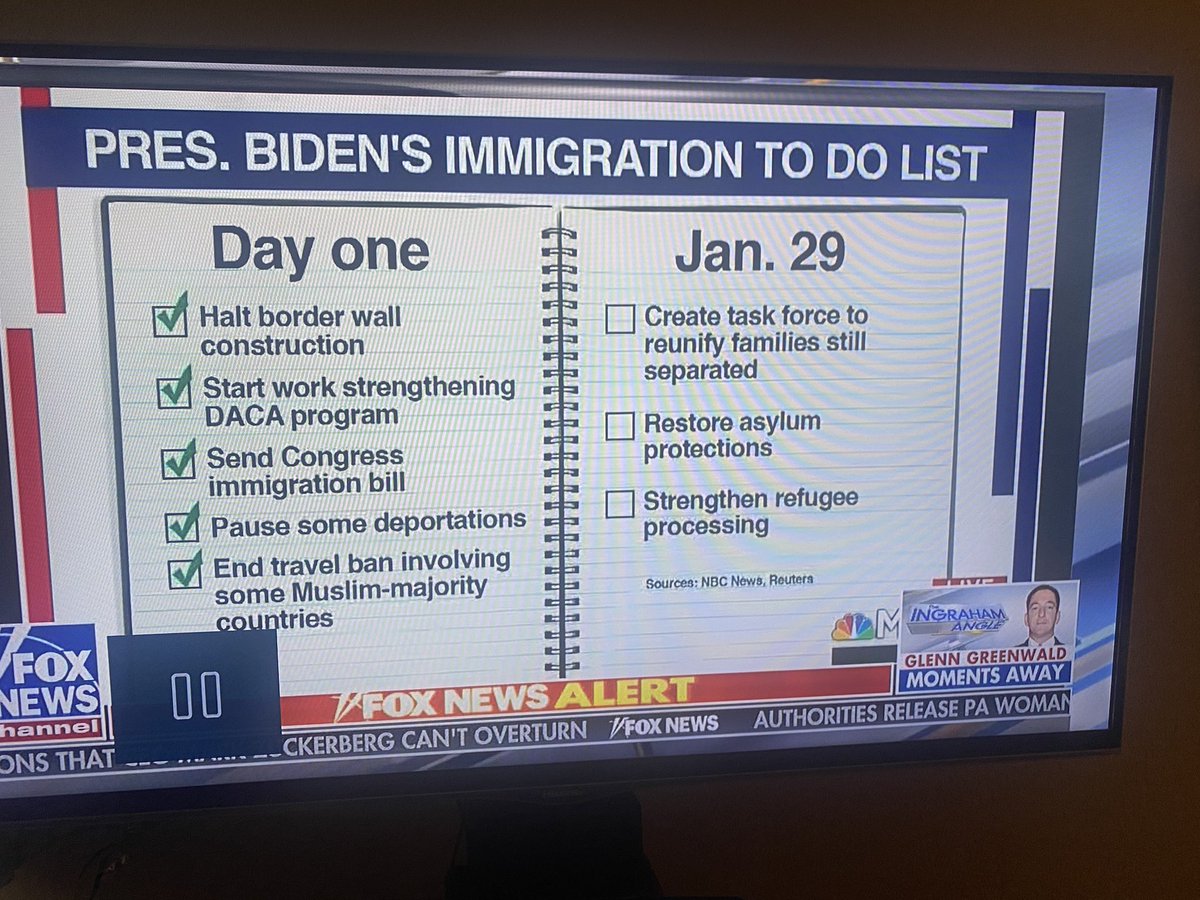 PRES. BIDEN'S IMMIGRATION TO DO LIST
Day one
Halt border wall
construction
Start work strengthening
DACA program
Send Congress
immigration bill
Pause some deportations
End travel ban involving
some Muslim-majority
countries
Jan. 29
Create task force to
reunify families still
separated
Restore asylum
protections
Strengthen refugee
processing
Sources: NBC News, Reuters
M
LIVE
THE INGRAHAM
ANGLE
GLENN GREENWALD
MOMENTS AWAY
FOX
NEWS
hannel
FOX NEWS ALERT
ONS THAT CKERBERG CAN'T OVERTURN FOX NEWS AUTHORITIES RELEASE PA WOMAN